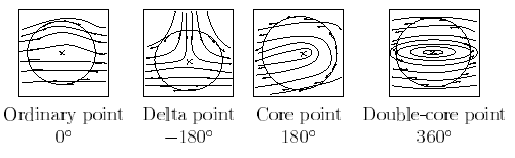 Ordinary point Delta point Core point Double-core point
0° −180° 180° 360°